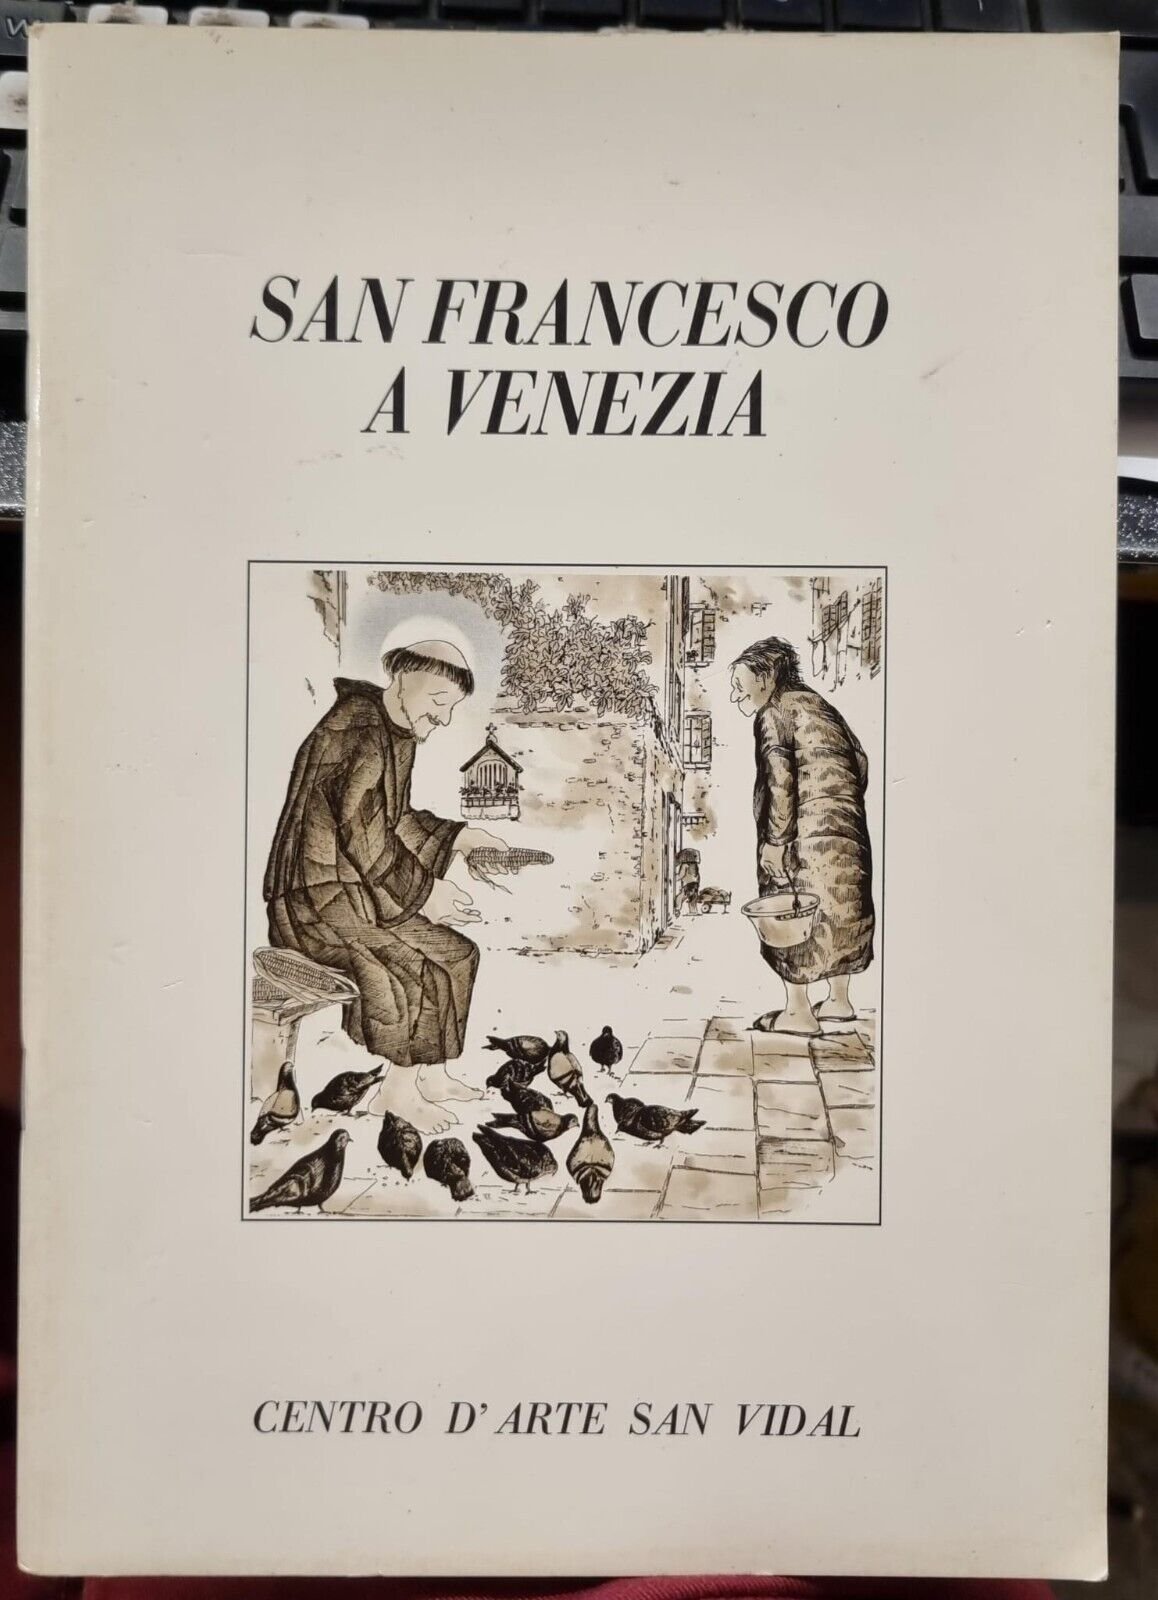 SAN FRANCESCO
A VENEZIA
CENTRO D'ARTE SAN VIDAL